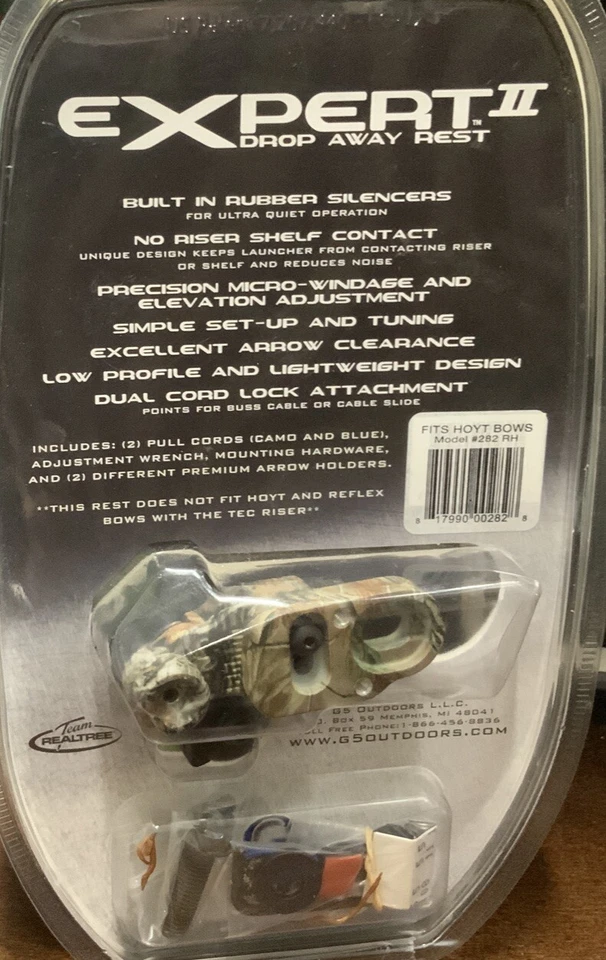 EXPERT II
™
DROP AWAY REST
BUILT IN RUBBER SILENCERS
FOR ULTRA QUIET OPERATION
NO RISER SHELF CONTACT
UNIQUE DESIGN KEEPS LAUNCHER FROM CONTACTING RISER
OR SHELF AND REDUCES NOISE
PRECISION MICRO-WINDAGE AND
ELEVATION ADJUSTMENT
SIMPLE SET-UP AND TUNING
EXCELLENT ARROW CLEARANCE
LOW PROFILE AND LIGHTWEIGHT DESIGN
DUAL CORD LOCK ATTACHMENT
POINTS FOR BUSS CABLE OR CABLE SLIDE
INCLUDES: (2) PULL CORDS (CAMO AND BLUE),
ADJUSTMENT WRENCH, MOUNTING HARDWARE,
AND (2) DIFFERENT PREMIUM ARROW HOLDERS.
**THIS REST DOES NOT FIT HOYT AND REFLEX
BOWS WITH THE TEC RISER**
FITS HOYT BOWS
Model #282 RH
8 17990 00282 8
G5 OUTDOORS L.L.C.
. BOX 59 MEMPHIS, MI 48041
FREE PHONE: 1-866-456-8836
WWW.G5OUTDOORS.COM
Team
REALTREE